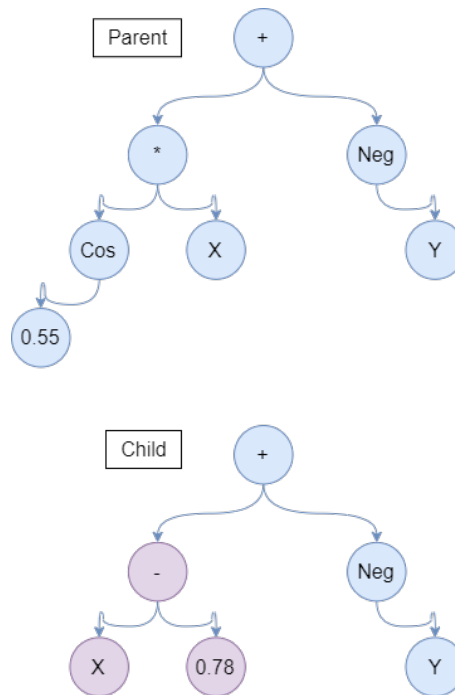 Parent
+
*
Neg
Cos
X
Y
0.55
Child
+
-
Neg
X
0.78
Y